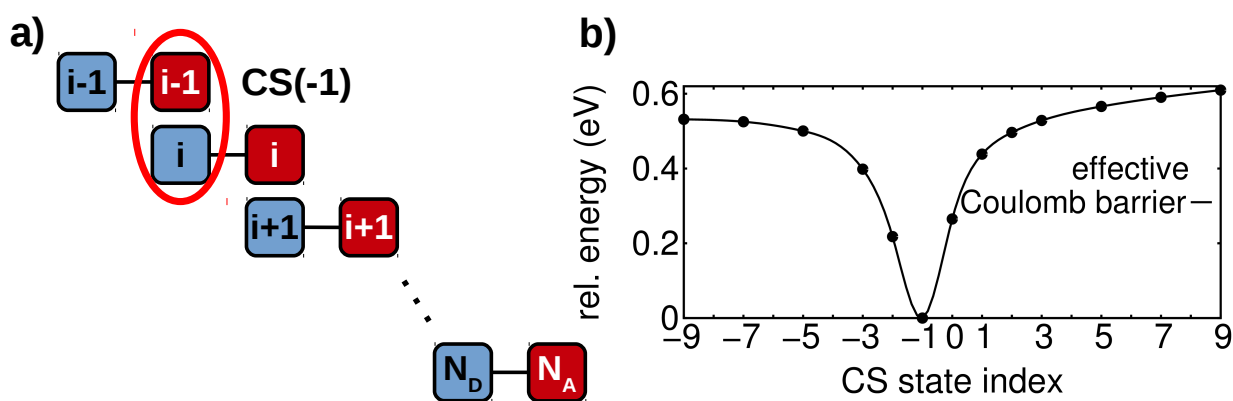 a)
i-1 i-1 CS(-1)
i i
i+1 i+1
N_D N_A
b)
rel. energy (eV)
0.6
0.4
0.2
0
effective
Coulomb barrier
−9 −7 −5 −3 −1 0 1 3 5 7 9
CS state index